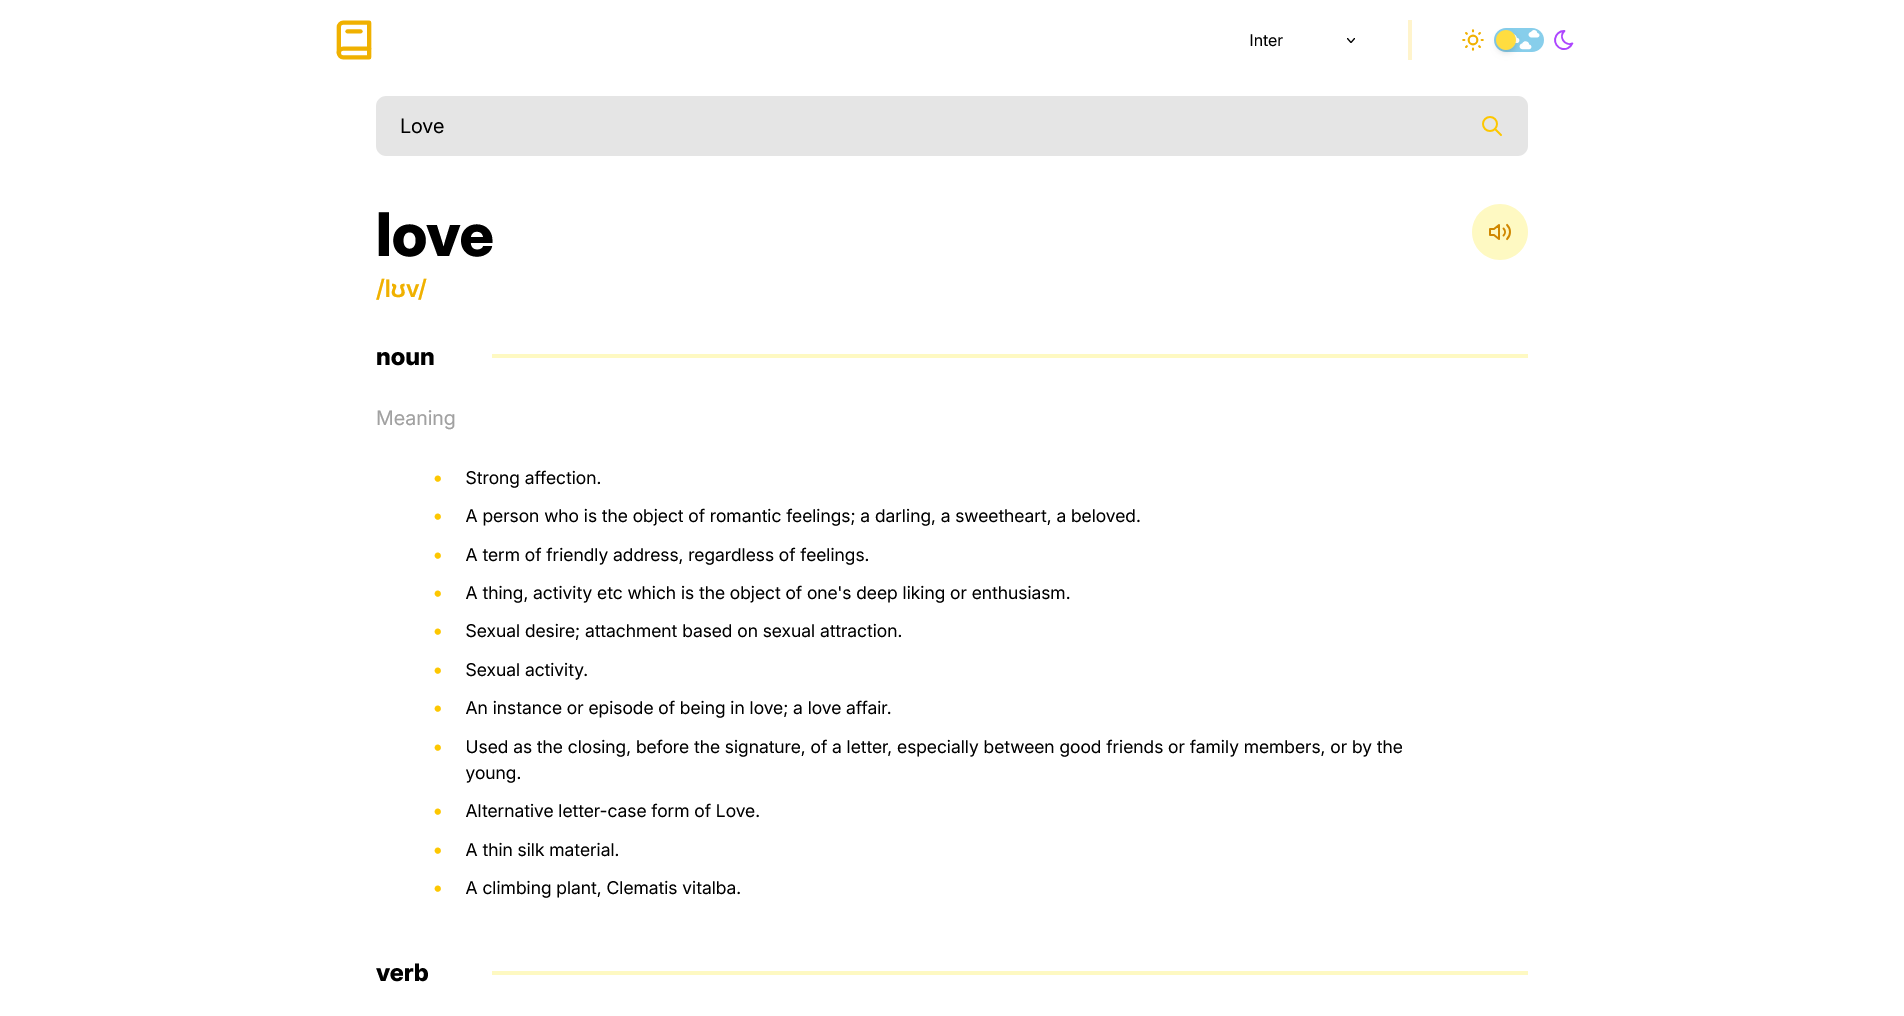 Inter
Love
love
/lʊv/
noun
Meaning
Strong affection.
A person who is the object of romantic feelings; a darling, a sweetheart, a beloved.
A term of friendly address, regardless of feelings.
A thing, activity etc which is the object of one's deep liking or enthusiasm.
Sexual desire; attachment based on sexual attraction.
Sexual activity.
An instance or episode of being in love; a love affair.
Used as the closing, before the signature, of a letter, especially between good friends or family members, or by the
young.
Alternative letter-case form of Love.
A thin silk material.
A climbing plant, Clematis vitalba.
verb